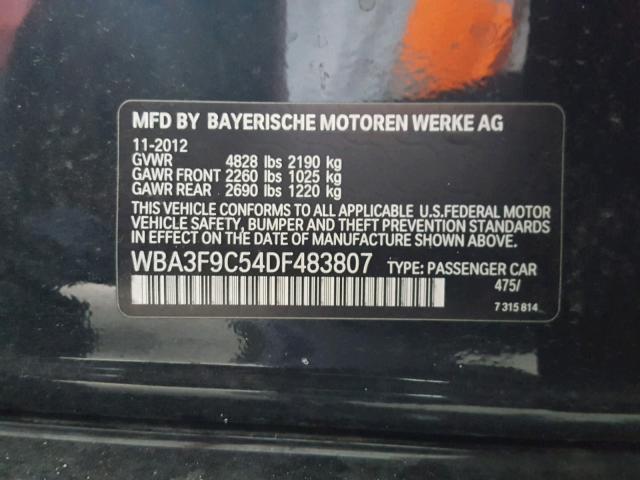 MFD BY BAYERISCHE MOTOREN WERKE AG
11-2012
GVWR 4828 lbs 2190 kg
GAWR FRONT 2260 lbs 1025 kg
GAWR REAR 2690 lbs 1220 kg
THIS VEHICLE CONFORMS TO ALL APPLICABLE U.S.FEDERAL MOTOR
VEHICLE SAFETY, BUMPER AND THEFT PREVENTION STANDARDS
IN EFFECT ON THE DATE OF MANUFACTURE SHOWN ABOVE.
WBA3F9C54DF483807 TYPE: PASSENGER CAR
475/
7 315 814